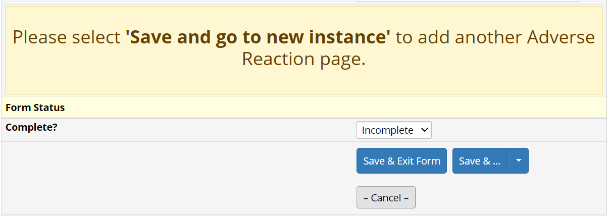 Please select 'Save and go to new instance' to add another Adverse
Reaction page.
Form Status
Complete?
Incomplete
Save & Exit Form
Save & ...
– Cancel –